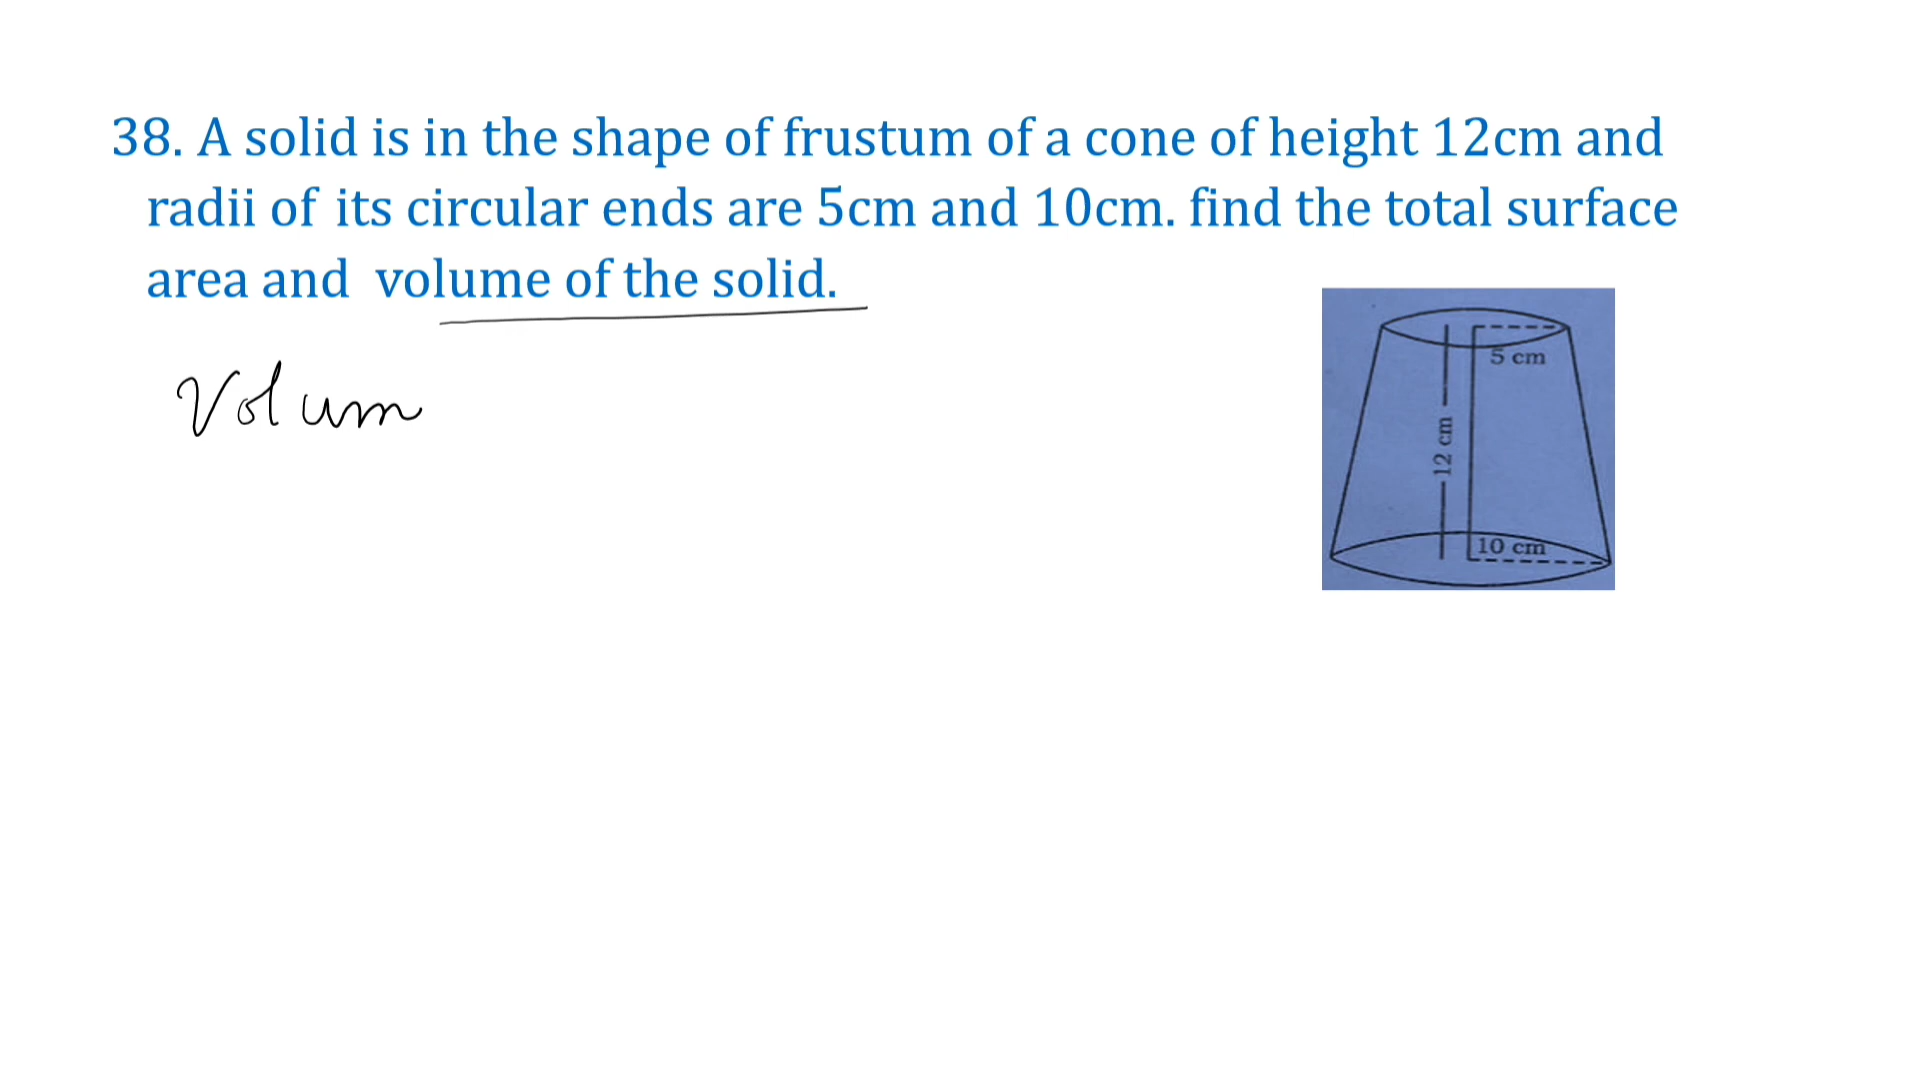 38. A solid is in the shape of frustum of a cone of height 12cm and
radii of its circular ends are 5cm and 10cm. find the total surface
area and  volume of the solid.
Volum
5 cm
12 cm
10 cm